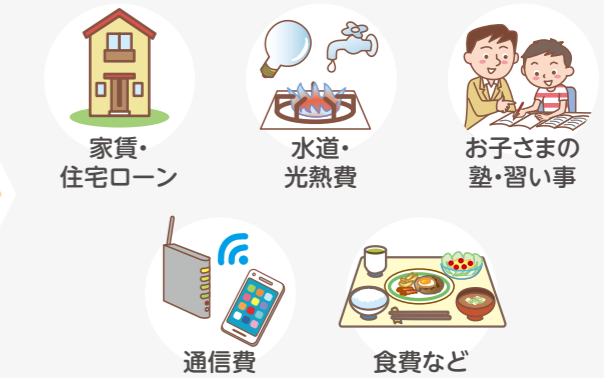 家賃・
住宅ローン
水道・
光熱費
お子さまの
塾・習い事
通信費
食費など